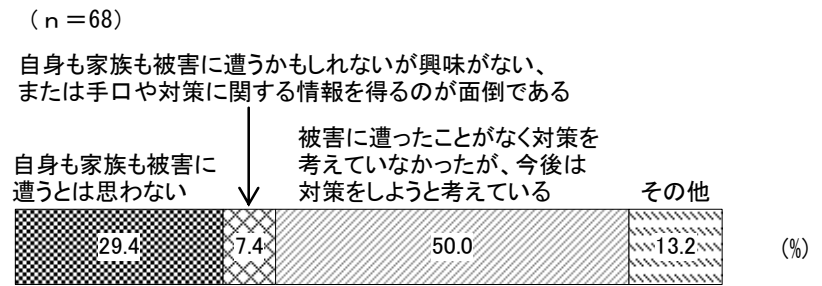 (ｎ＝68)
自身も家族も被害に遭うかもしれないが興味がない、
または手口や対策に関する情報を得るのが面倒である
自身も家族も被害に
遭うとは思わない
被害に遭ったことがなく対策を
考えていなかったが、今後は
対策をしようと考えている
その他
29.4
7.4
50.0
13.2
(%)